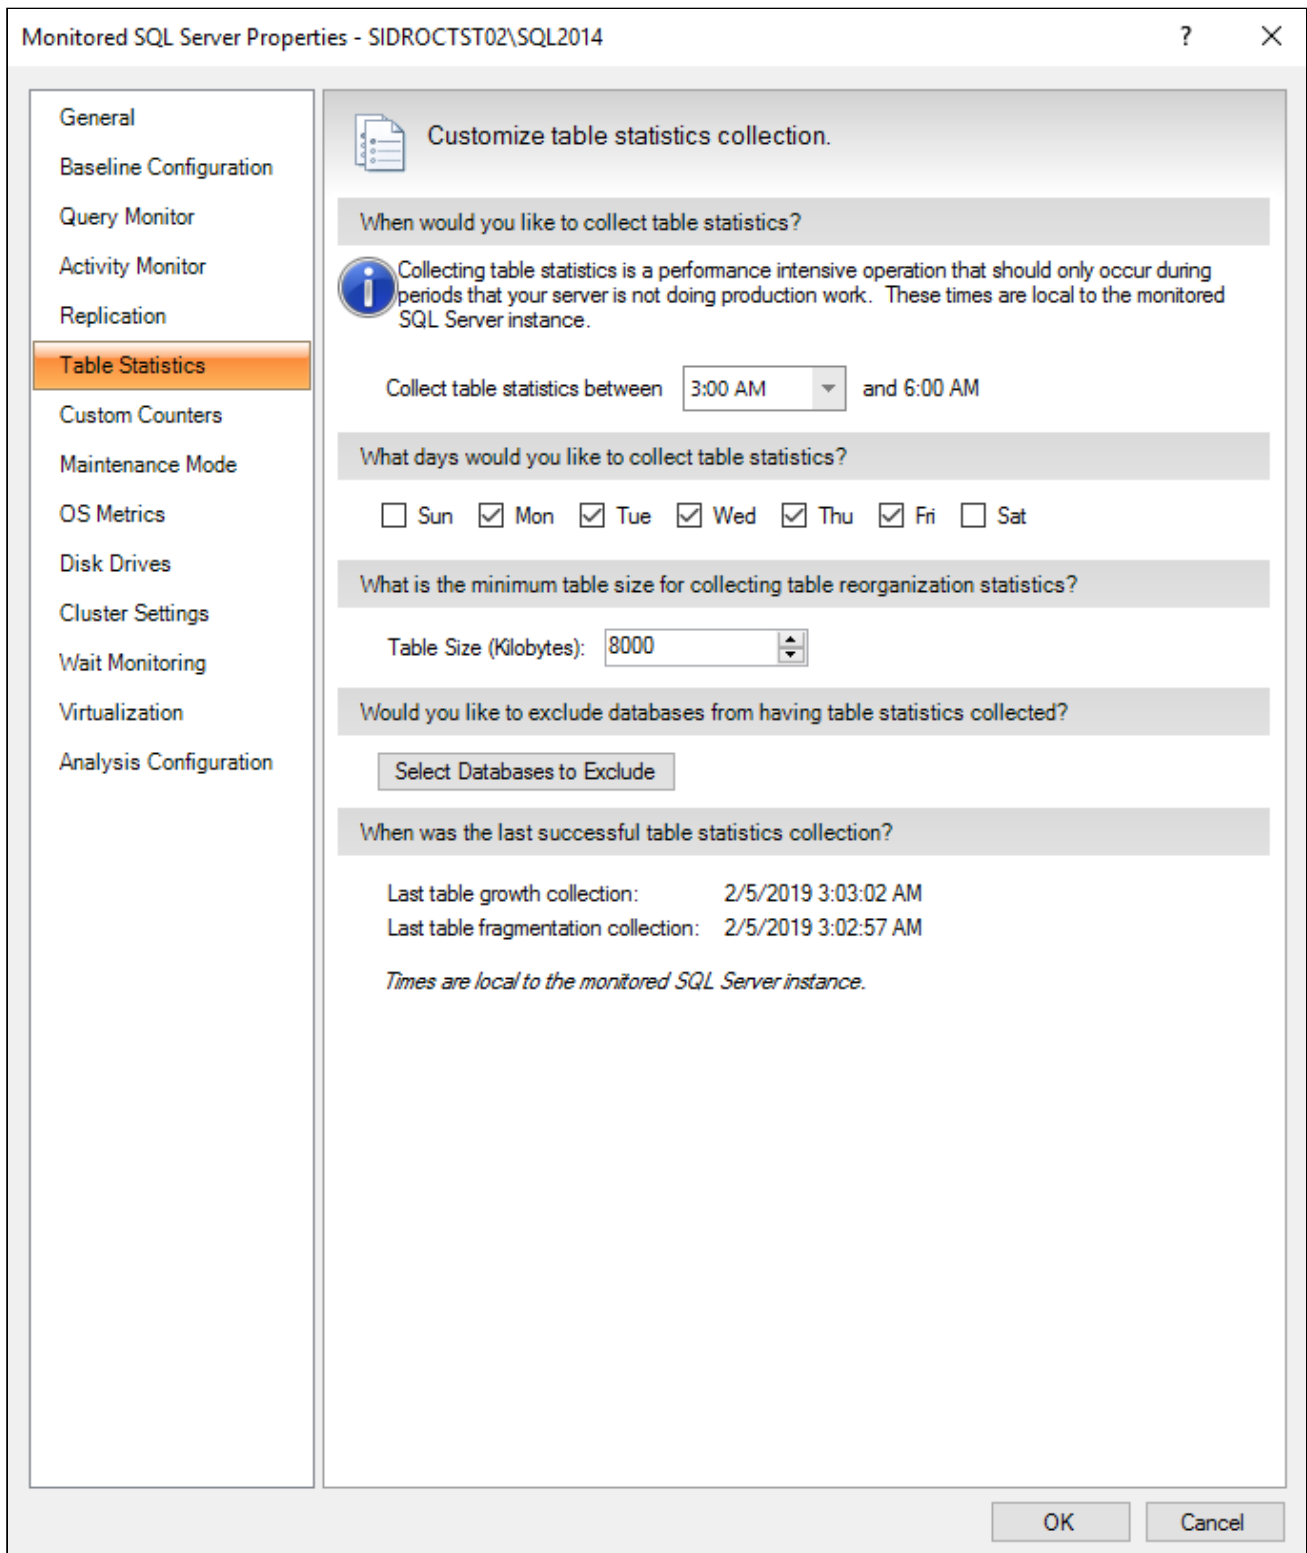 Monitored SQL Server Properties - SIDROCTST02\SQL2014
?
General
Baseline Configuration
Query Monitor
Activity Monitor
Replication
Table Statistics
Custom Counters
Maintenance Mode
OS Metrics
Disk Drives
Cluster Settings
Wait Monitoring
Virtualization
Analysis Configuration
Customize table statistics collection.
When would you like to collect table statistics?
Collecting table statistics is a performance intensive operation that should only occur during
periods that your server is not doing production work.  These times are local to the monitored
SQL Server instance.
Collect table statistics between 3:00 AM and 6:00 AM
What days would you like to collect table statistics?
Sun Mon Tue Wed Thu Fri Sat
What is the minimum table size for collecting table reorganization statistics?
Table Size (Kilobytes): 8000
Would you like to exclude databases from having table statistics collected?
Select Databases to Exclude
When was the last successful table statistics collection?
Last table growth collection: 2/5/2019 3:03:02 AM
Last table fragmentation collection: 2/5/2019 3:02:57 AM
Times are local to the monitored SQL Server instance.
OK Cancel